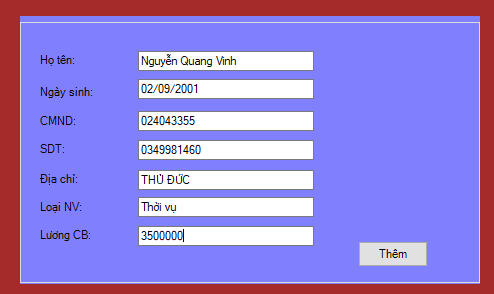 Họ tên: Nguyễn Quang Vinh
Ngày sinh: 02/09/2001
CMND: 024043355
SDT: 0349981460
Địa chỉ: THỦ ĐỨC
Loại NV: Thời vụ
Lương CB: 3500000
Thêm